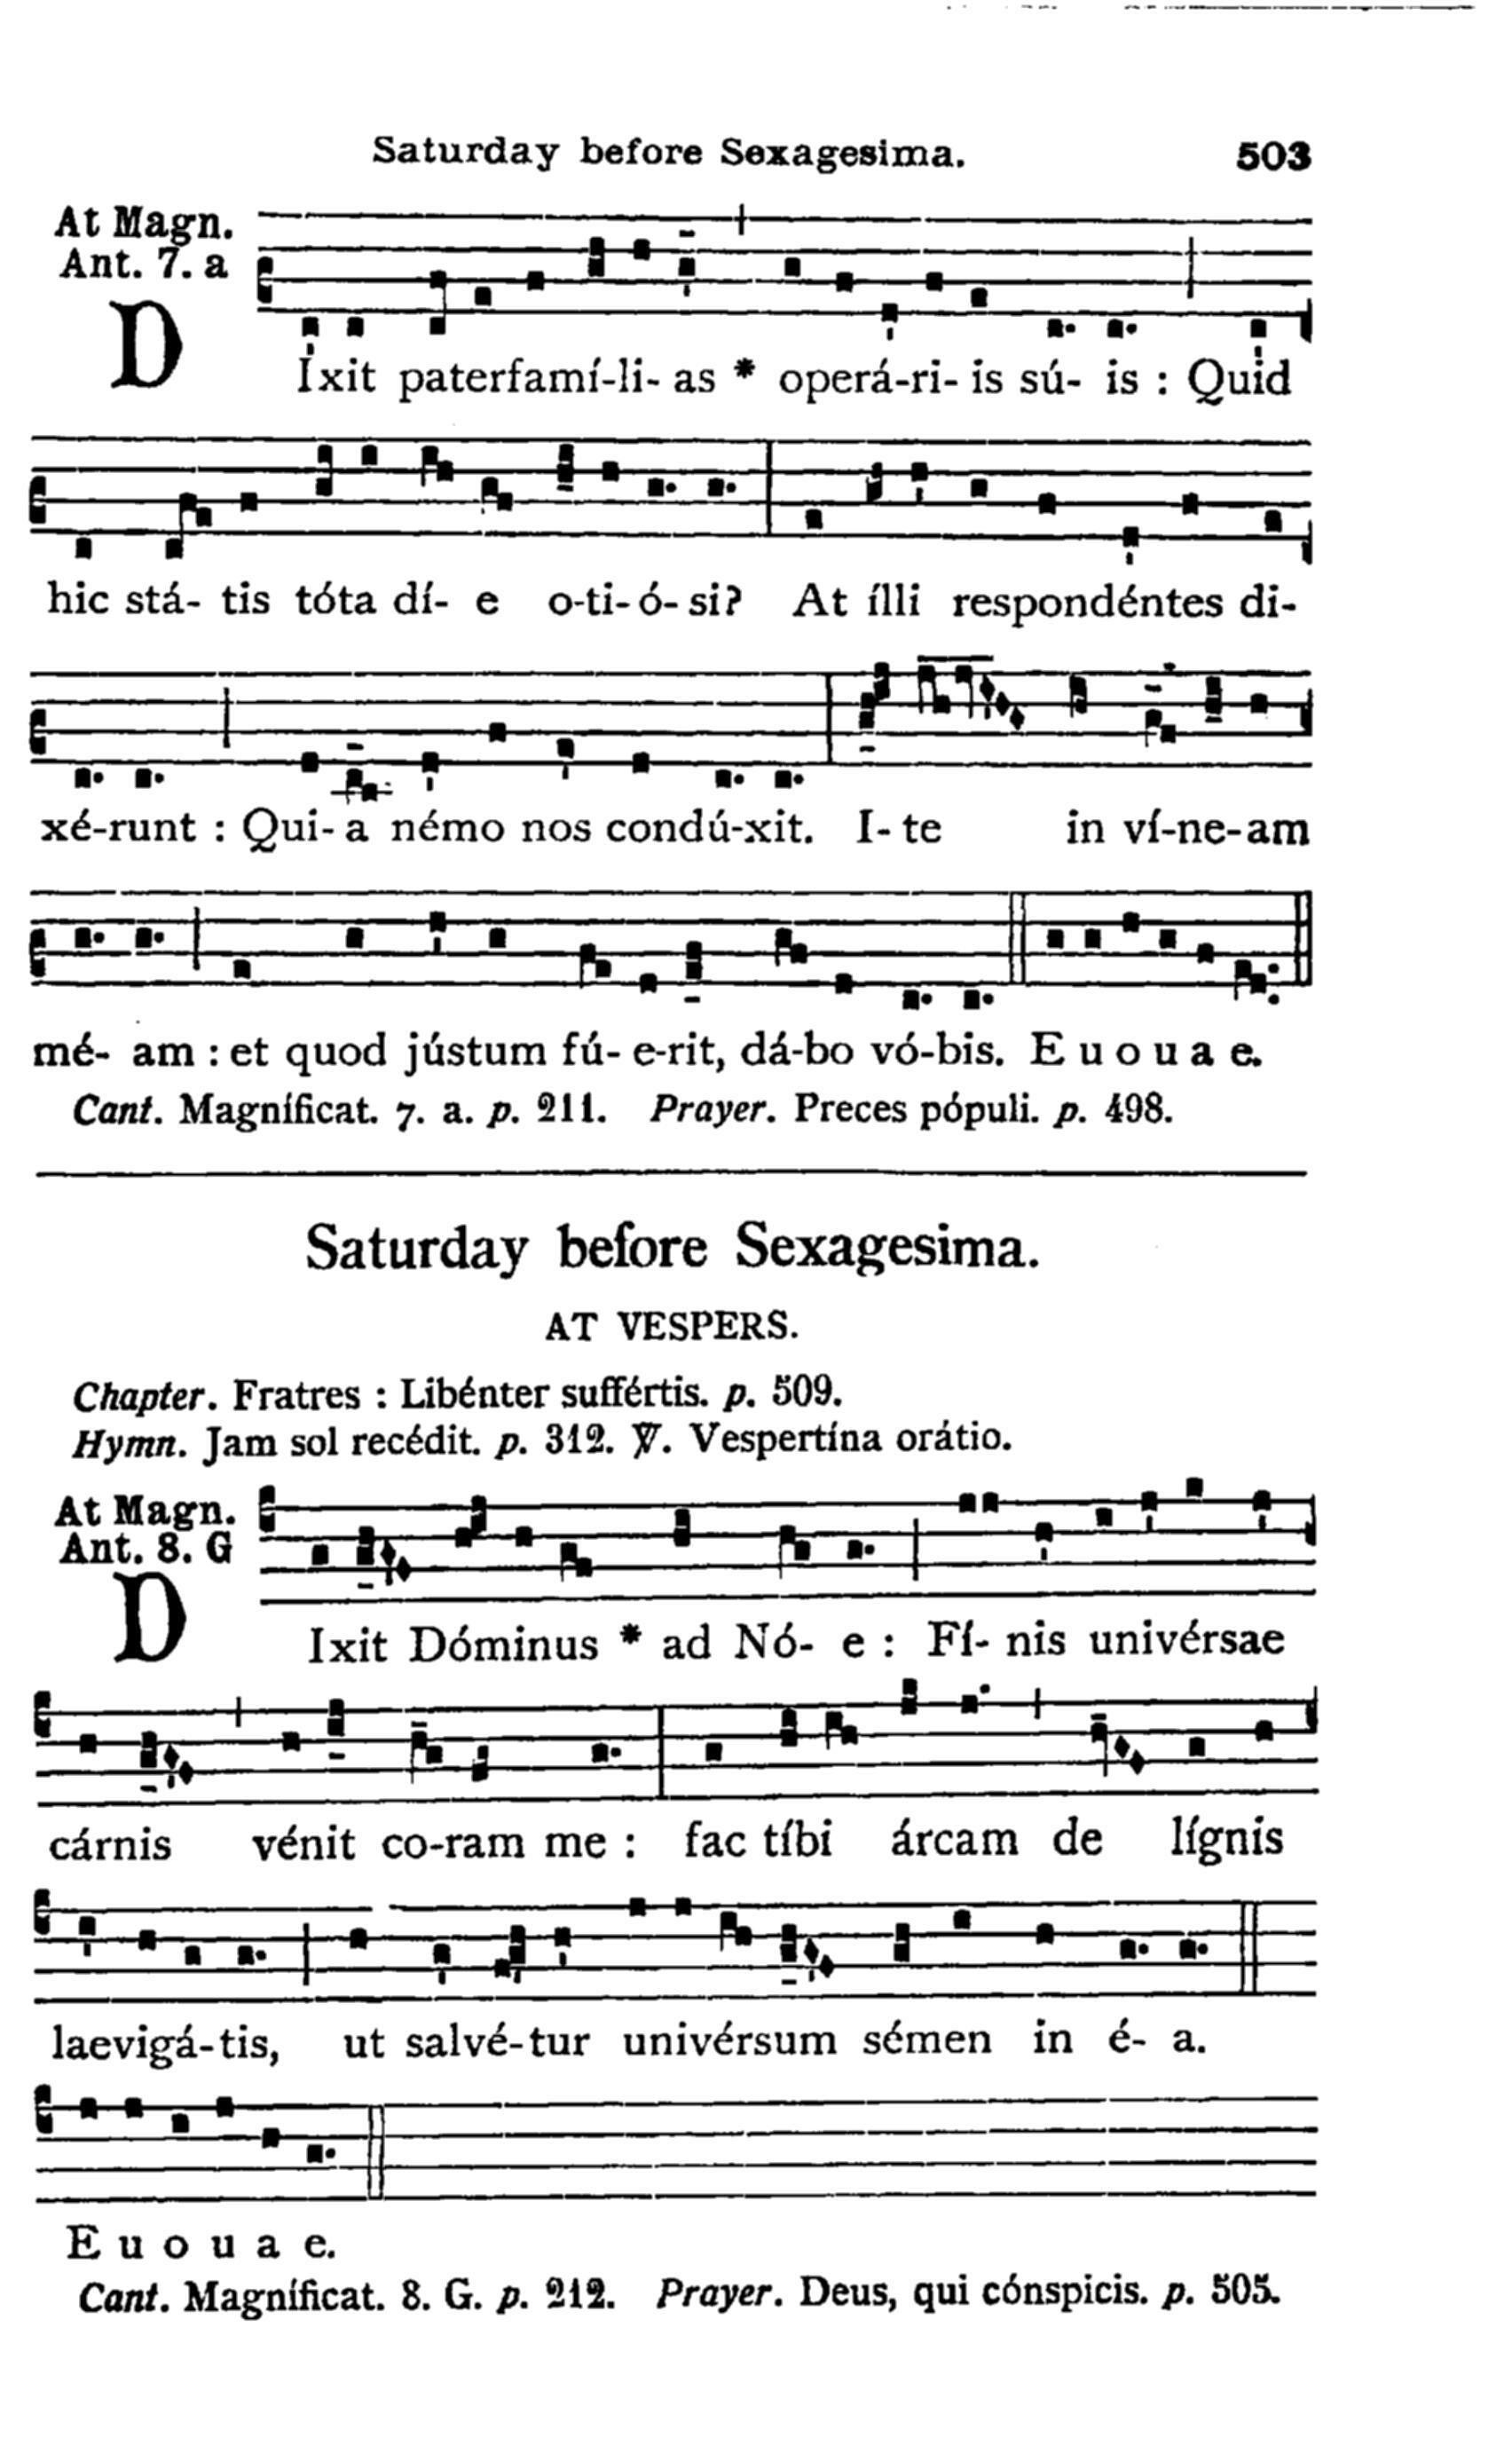 Saturday before Sexagesima. 503
At Magn.
Ant. 7. a
DIxit paterfamí-li- as * operá-ri- is sú- is : Quid
hic stá- tis tóta dí- e o-ti-ó-si? At ílli respondéntes di-
xé-runt : Qui- a némo nos condú-xit. I- te in ví-ne-am
mé- am : et quod jústum fú- e-rit, dá-bo vó-bis. E u o u a e.
Cant. Magníficat. 7. a. p. 211. Prayer. Preces pópuli. p. 498.
Saturday before Sexagesima.
AT VESPERS.
Chapter. Fratres : Libénter suffértis. p. 509.
Hymn. Jam sol recédit. p. 312. ℣. Vespertína orátio.
At Magn.
Ant. 8. G
DIxit Dóminus * ad Nó- e : Fí- nis univérsae
cárnis vénit co-ram me : fac tíbi árcam de lígnis
laevigá-tis, ut salvé-tur univérsum sémen in é- a.
E u o u a e.
Cant. Magníficat. 8. G. p. 212. Prayer. Deus, qui cónspicis. p. 505.